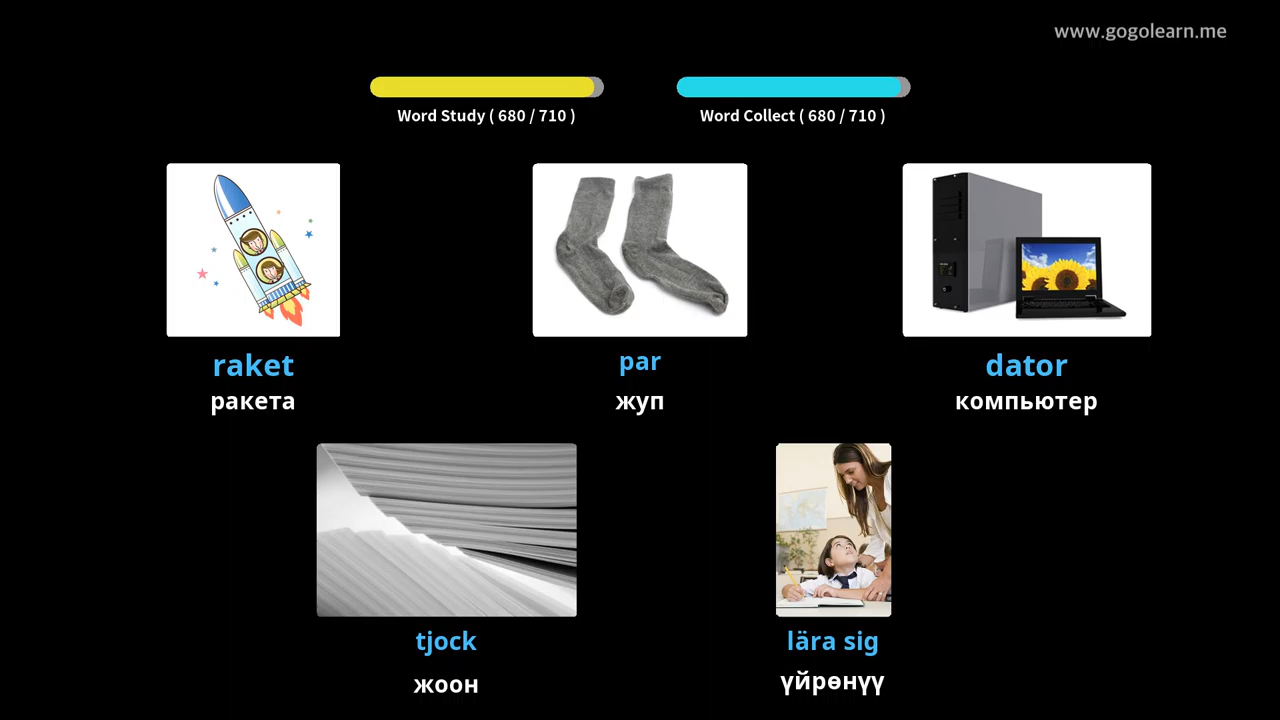 www.gogolearn.me
Word Study ( 680 / 710 )
Word Collect ( 680 / 710 )
raket
ракета
par
жуп
dator
компьютер
tjock
жоон
lära sig
үйрөнүү